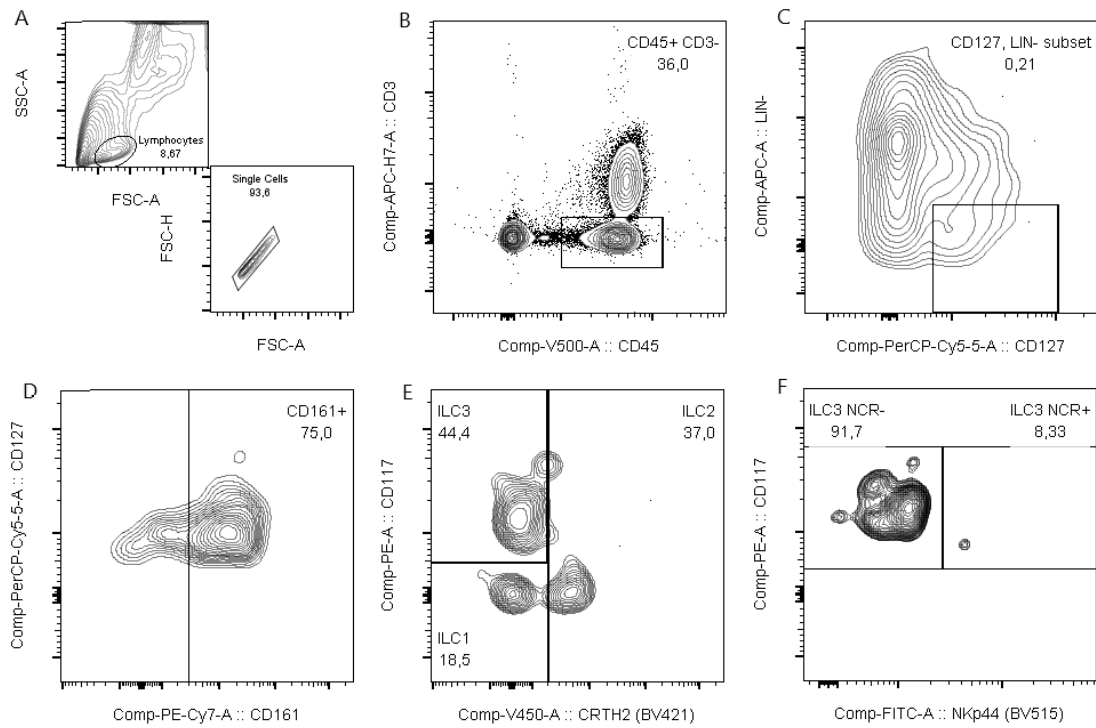 A
SSC-A
Lymphocytes
8,67
FSC-A
FSC-H
Single Cells
93,6
FSC-A
B
Comp-APC-H7-A :: CD3
CD45+ CD3-
36,0
Comp-V500-A :: CD45
C
Comp-APC-A :: LIN-
CD127, LIN- subset
0,21
Comp-PerCP-Cy5-5-A :: CD127
D
Comp-PerCP-Cy5-5-A :: CD127
CD161+
75,0
Comp-PE-Cy7-A :: CD161
E
Comp-PE-A :: CD117
ILC3
44,4
ILC2
37,0
ILC1
18,5
Comp-V450-A :: CRTH2 (BV421)
F
Comp-PE-A :: CD117
ILC3 NCR-
91,7
ILC3 NCR+
8,33
Comp-FITC-A :: NKp44 (BV515)